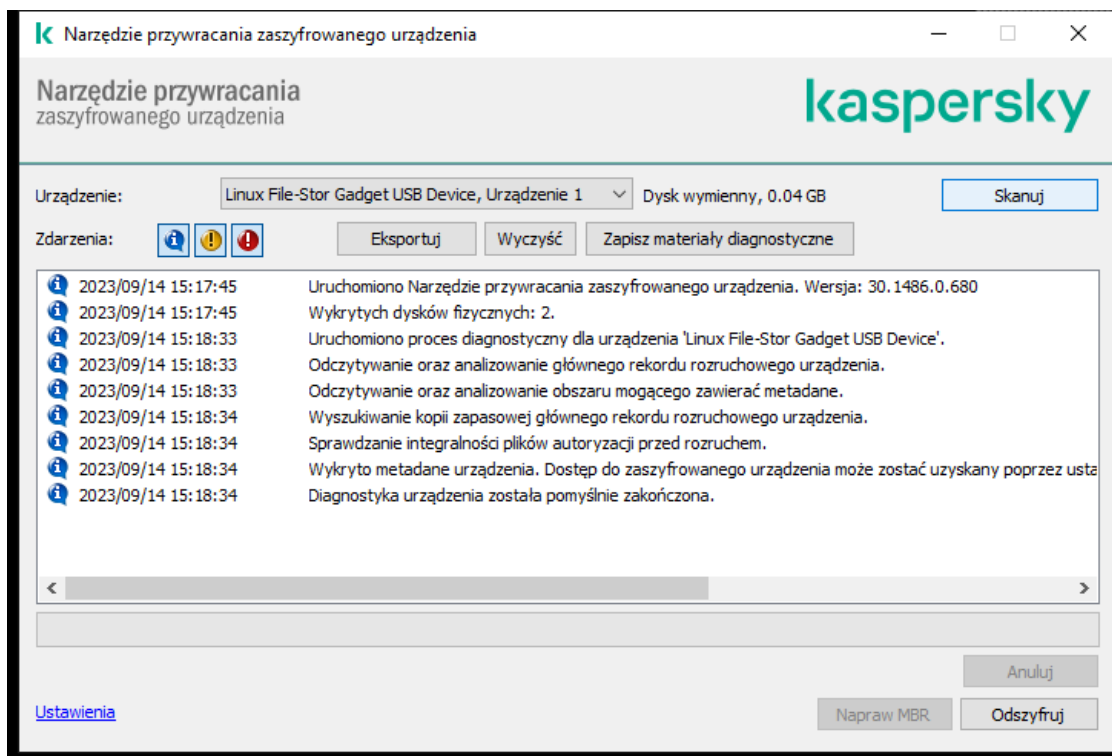 Narzędzie przywracania zaszyfrowanego urządzenia
Narzędzie przywracania
zaszyfrowanego urządzenia
kaspersky
Urządzenie: Linux File-Stor Gadget USB Device, Urządzenie 1 Dysk wymienny, 0.04 GB Skanuj
Zdarzenia: Eksportuj Wyczyść Zapisz materiały diagnostyczne
2023/09/14 15:17:45 Uruchomiono Narzędzie przywracania zaszyfrowanego urządzenia. Wersja: 30.1486.0.680
2023/09/14 15:17:45 Wykrytych dysków fizycznych: 2.
2023/09/14 15:18:33 Uruchomiono proces diagnostyczny dla urządzenia 'Linux File-Stor Gadget USB Device'.
2023/09/14 15:18:33 Odczytywanie oraz analizowanie głównego rekordu rozruchowego urządzenia.
2023/09/14 15:18:33 Odczytywanie oraz analizowanie obszaru mogącego zawierać metadane.
2023/09/14 15:18:34 Wyszukiwanie kopii zapasowej głównego rekordu rozruchowego urządzenia.
2023/09/14 15:18:34 Sprawdzanie integralności plików autoryzacji przed rozruchem.
2023/09/14 15:18:34 Wykryto metadane urządzenia. Dostęp do zaszyfrowanego urządzenia może zostać uzyskany poprzez usta
2023/09/14 15:18:34 Diagnostyka urządzenia została pomyślnie zakończona.
Anuluj
Ustawienia Napraw MBR Odszyfruj